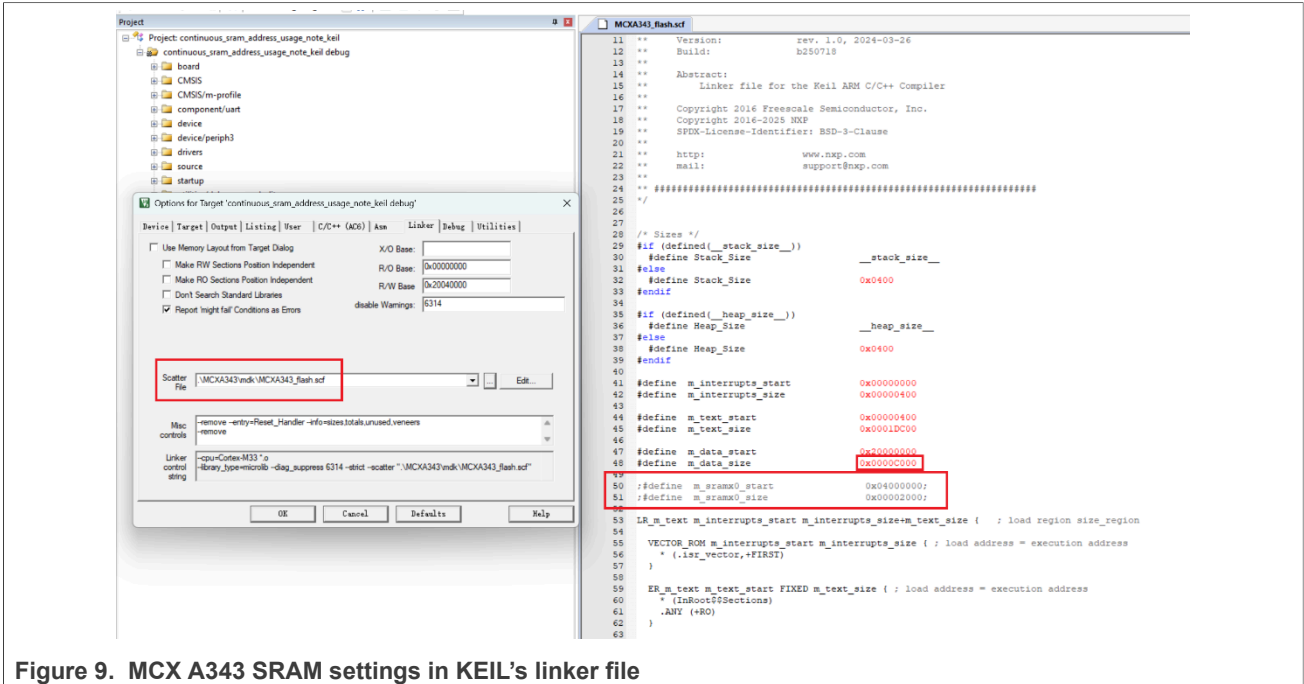 Project
Project: continuous_sram_address_usage_note_keil
continuous_sram_address_usage_note_keil debug
board
CMSIS
CMSIS/m-profile
component/uart
device
device/periph3
drivers
source
startup
Options for Target 'continuous_sram_address_usage_note_keil debug'
Device | Target | Output | Listing | User | C/C++ (AC6) | Asm Linker | Debug | Utilities |
Use Memory Layout from Target Dialog
Make RW Sections Position Independent
Make RO Sections Position Independent
Don't Search Standard Libraries
Report 'might fail' Conditions as Errors
X/O Base:
R/O Base: 0x00000000
R/W Base 0x20040000
disable Warnings: 6314
Scatter File .\MCXA343\mdk\MCXA343_flash.scf ... Edit...
Misc controls --remove --entry=Reset_Handler --info=sizes,totals,unused,veneers
--remove
Linker control string --cpu=Cortex-M33 *.o
--library_type=microlib --diag_suppress 6314 --strict --scatter ".\MCXA343\mdk\MCXA343_flash.scf"
OK Cancel Defaults Help
MCXA343_flash.scf
11 ** Version: rev. 1.0, 2024-03-26
12 ** Build: b250718
13 **
14 ** Abstract:
15 ** Linker file for the Keil ARM C/C++ Compiler
16 **
17 ** Copyright 2016 Freescale Semiconductor, Inc.
18 ** Copyright 2016-2025 NXP
19 ** SPDX-License-Identifier: BSD-3-Clause
20 **
21 ** http: www.nxp.com
22 ** mail: support@nxp.com
23 **
24 ** ###################################################################
25 */
26
27
28 /* Sizes */
29 #if (defined(__stack_size__))
30 #define Stack_Size __stack_size__
31 #else
32 #define Stack_Size 0x0400
33 #endif
34
35 #if (defined(__heap_size__))
36 #define Heap_Size __heap_size__
37 #else
38 #define Heap_Size 0x0400
39 #endif
40
41 #define m_interrupts_start 0x00000000
42 #define m_interrupts_size 0x00000400
43
44 #define m_text_start 0x00000400
45 #define m_text_size 0x0001DC00
46
47 #define m_data_start 0x20000000
48 #define m_data_size 0x0000C000
49
50 ;#define m_sramx0_start 0x04000000;
51 ;#define m_sramx0_size 0x00002000;
52
53 LR_m_text m_interrupts_start m_interrupts_size+m_text_size { ; load region size_region
54
55 VECTOR_ROM m_interrupts_start m_interrupts_size { ; load address = execution address
56 * (.isr_vector,+FIRST)
57 }
58
59 ER_m_text m_text_start FIXED m_text_size { ; load address = execution address
60 * (InRoot$$Sections)
61 .ANY (+RO)
62 }
63
Figure 9. MCX A343 SRAM settings in KEIL's linker file